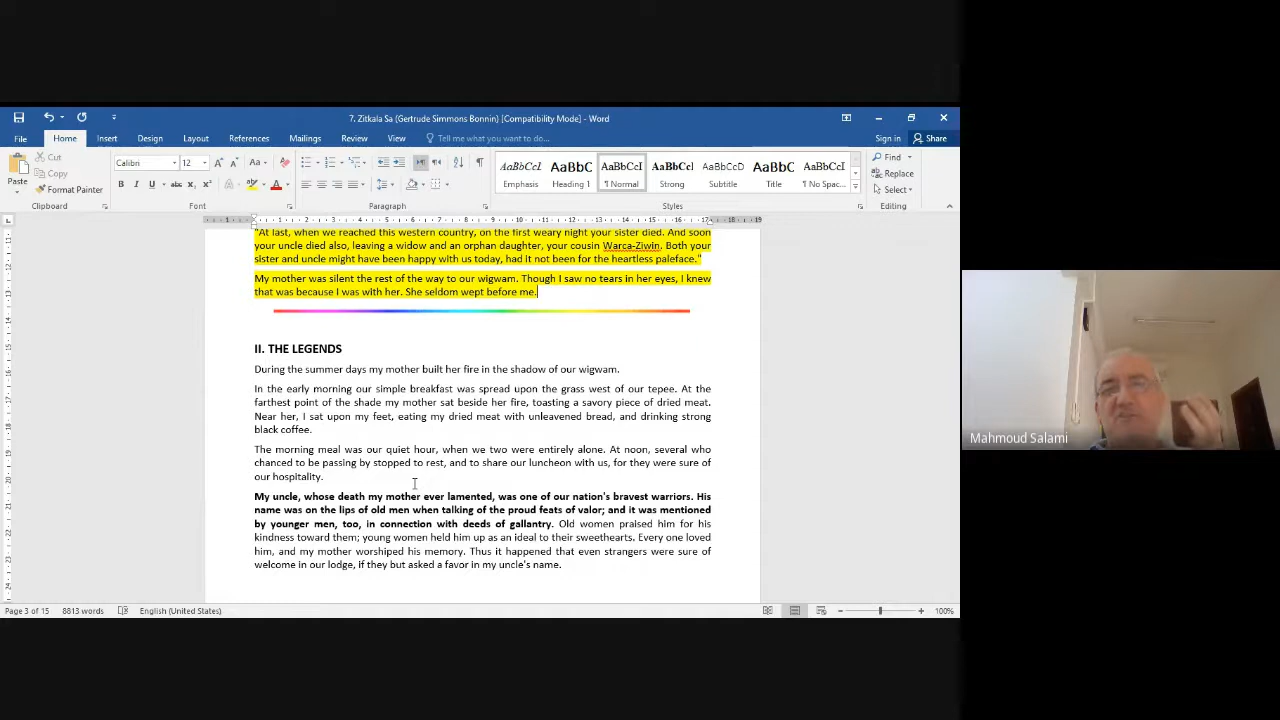 7. Zitkala Sa (Gertrude Simmons Bonnin) [Compatibility Mode] - Word
File Home Insert Design Layout References Mailings Review View Tell me what you want to do... Sign in Share
Paste Cut Copy Format Painter
Calibri 12
AaBbCcI AaBbC AaBbCcI AaBbCcl AaBbCcD AaBbC AaBbCcI
Emphasis Heading 1 ¶ Normal Strong Subtitle Title ¶ No Spac...
Find Replace Select
Clipboard Font Paragraph Styles Editing
"At last, when we reached this western country, on the first weary night your sister died. And soon
your uncle died also, leaving a widow and an orphan daughter, your cousin Warca-Ziwin. Both your
sister and uncle might have been happy with us today, had it not been for the heartless paleface."
My mother was silent the rest of the way to our wigwam. Though I saw no tears in her eyes, I knew
that was because I was with her. She seldom wept before me.
II. THE LEGENDS
During the summer days my mother built her fire in the shadow of our wigwam.
In the early morning our simple breakfast was spread upon the grass west of our tepee. At the
farthest point of the shade my mother sat beside her fire, toasting a savory piece of dried meat.
Near her, I sat upon my feet, eating my dried meat with unleavened bread, and drinking strong
black coffee.
The morning meal was our quiet hour, when we two were entirely alone. At noon, several who
chanced to be passing by stopped to rest, and to share our luncheon with us, for they were sure of
our hospitality.
My uncle, whose death my mother ever lamented, was one of our nation's bravest warriors. His
name was on the lips of old men when talking of the proud feats of valor; and it was mentioned
by younger men, too, in connection with deeds of gallantry. Old women praised him for his
kindness toward them; young women held him up as an ideal to their sweethearts. Every one loved
him, and my mother worshiped his memory. Thus it happened that even strangers were sure of
welcome in our lodge, if they but asked a favor in my uncle's name.
Page 3 of 15 8813 words English (United States) 100%
Mahmoud Salami